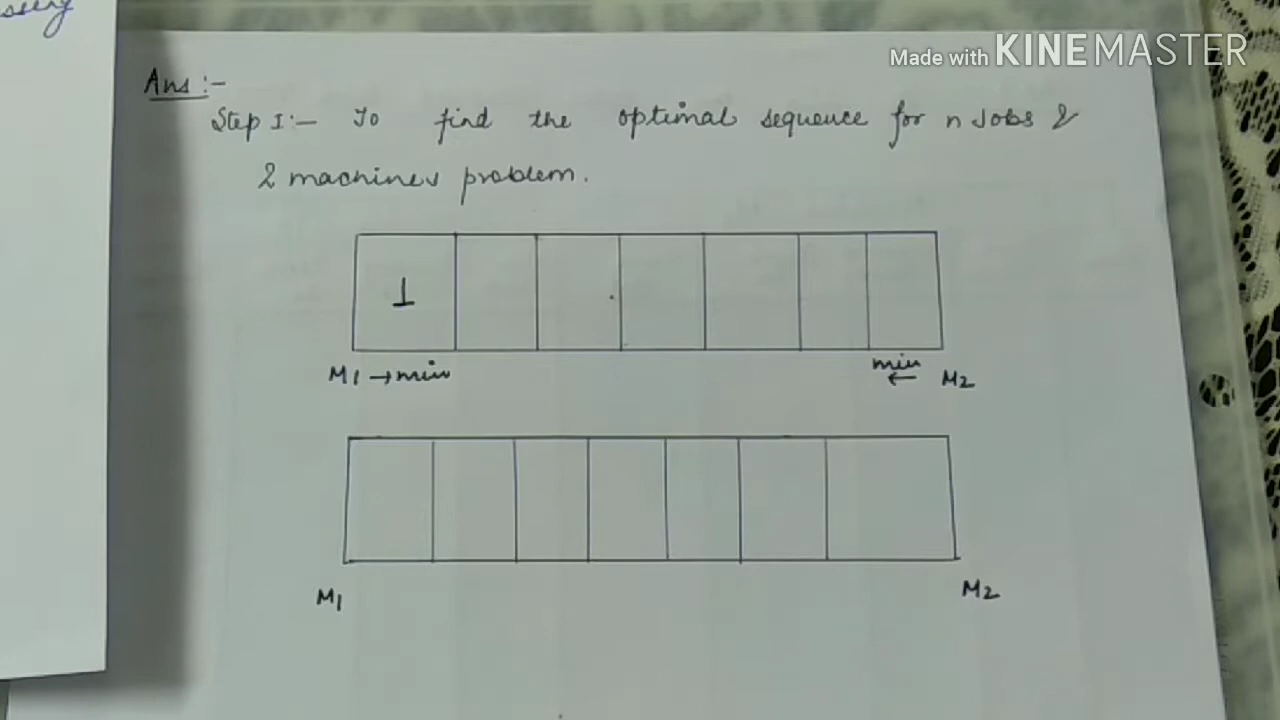 Made with KINEMASTER
Ans :-
Step I :- To find the optimal sequence for n Jobs &
2 machines problem.
1
M1 → min
min ← M2
M1
M2